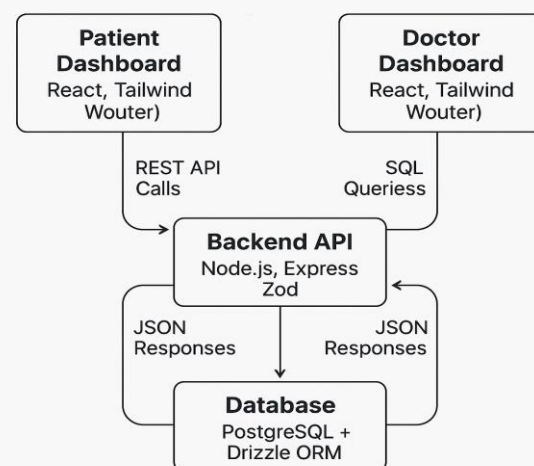 Patient
Dashboard
React, Tailwind
Wouter)
Doctor
Dashboard
React, Tailwind
Wouter)
REST API
Calls
SQL
Queriess
Backend API
Node.js, Express
Zod
JSON
Responses
JSON
Responses
Database
PostgreSQL +
Drizzle ORM